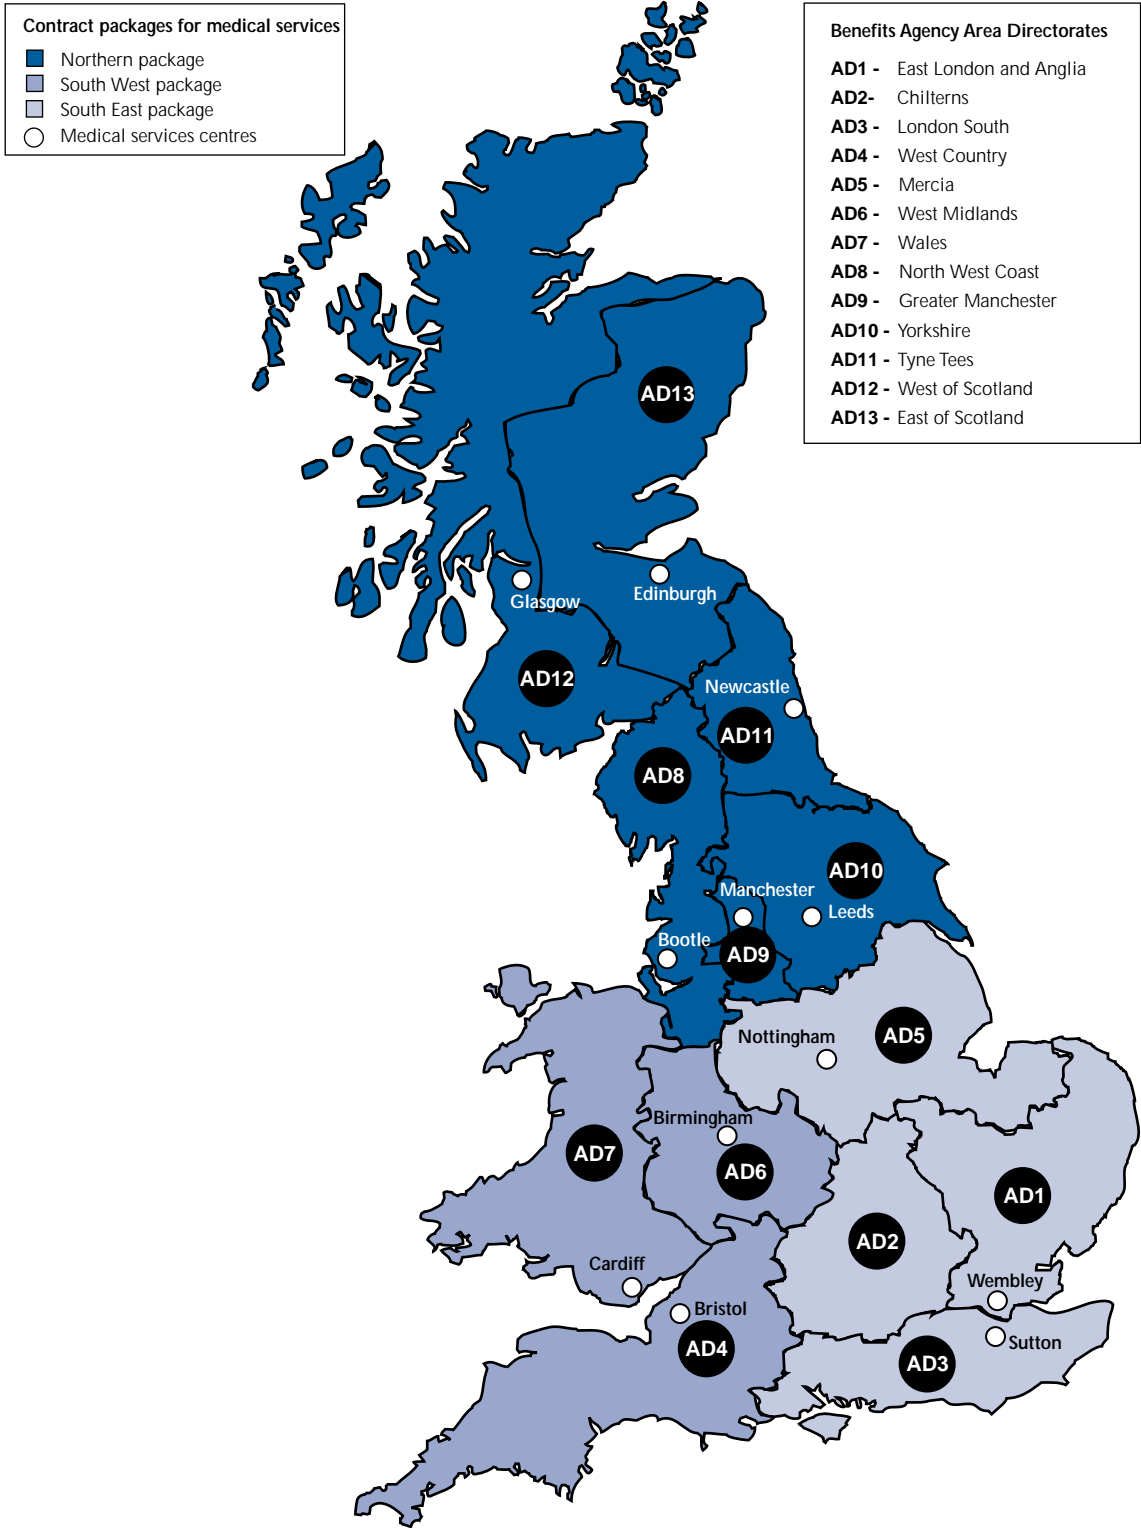 Contract packages for medical services
Northern package
South West package
South East package
Medical services centres
Benefits Agency Area Directorates
AD1 - East London and Anglia
AD2- Chilterns
AD3 - London South
AD4 - West Country
AD5 - Mercia
AD6 - West Midlands
AD7 - Wales
AD8 - North West Coast
AD9 - Greater Manchester
AD10 - Yorkshire
AD11 - Tyne Tees
AD12 - West of Scotland
AD13 - East of Scotland
AD13
Glasgow
Edinburgh
AD12
Newcastle
AD11
AD8
AD10
Manchester
Leeds
Bootle
AD9
Nottingham
AD5
Birmingham
AD7
AD6
AD1
AD2
Cardiff
Wembley
Bristol
Sutton
AD4
AD3